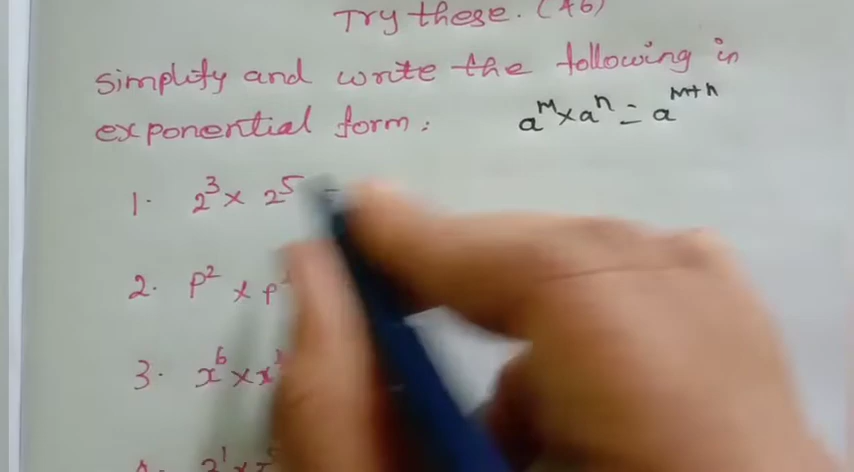 Try these. (A6)
simplify and write the following in
exponential form: a^m × a^n = a^m+n
1. 2^3 × 2^5 =
2. p^2 × p
3. x^6 × x